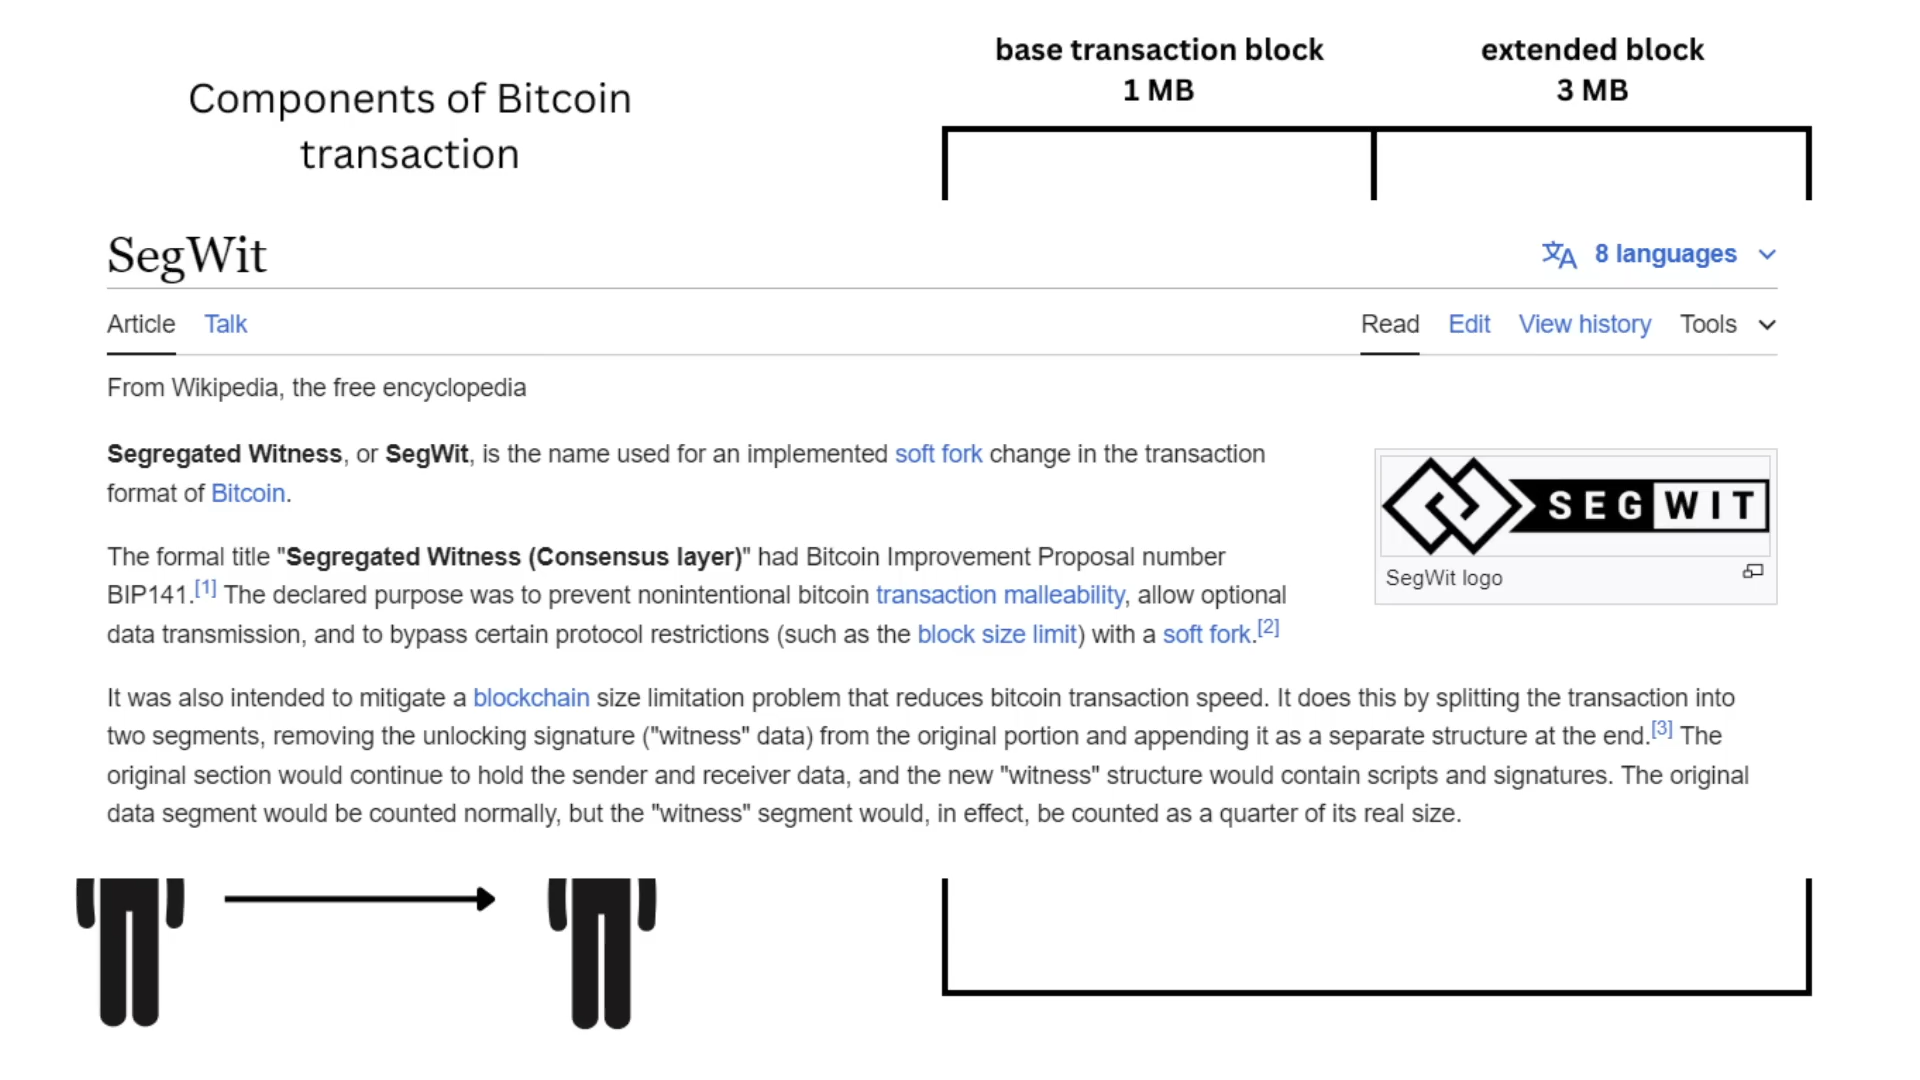 Components of Bitcoin
transaction
base transaction block
1 MB
extended block
3 MB
SegWit
8 languages
Article Talk
Read Edit View history Tools
From Wikipedia, the free encyclopedia
Segregated Witness, or SegWit, is the name used for an implemented soft fork change in the transaction
format of Bitcoin.
SEGWIT
SegWit logo
The formal title "Segregated Witness (Consensus layer)" had Bitcoin Improvement Proposal number
BIP141.[1] The declared purpose was to prevent nonintentional bitcoin transaction malleability, allow optional
data transmission, and to bypass certain protocol restrictions (such as the block size limit) with a soft fork.[2]
It was also intended to mitigate a blockchain size limitation problem that reduces bitcoin transaction speed. It does this by splitting the transaction into
two segments, removing the unlocking signature ("witness" data) from the original portion and appending it as a separate structure at the end.[3] The
original section would continue to hold the sender and receiver data, and the new "witness" structure would contain scripts and signatures. The original
data segment would be counted normally, but the "witness" segment would, in effect, be counted as a quarter of its real size.